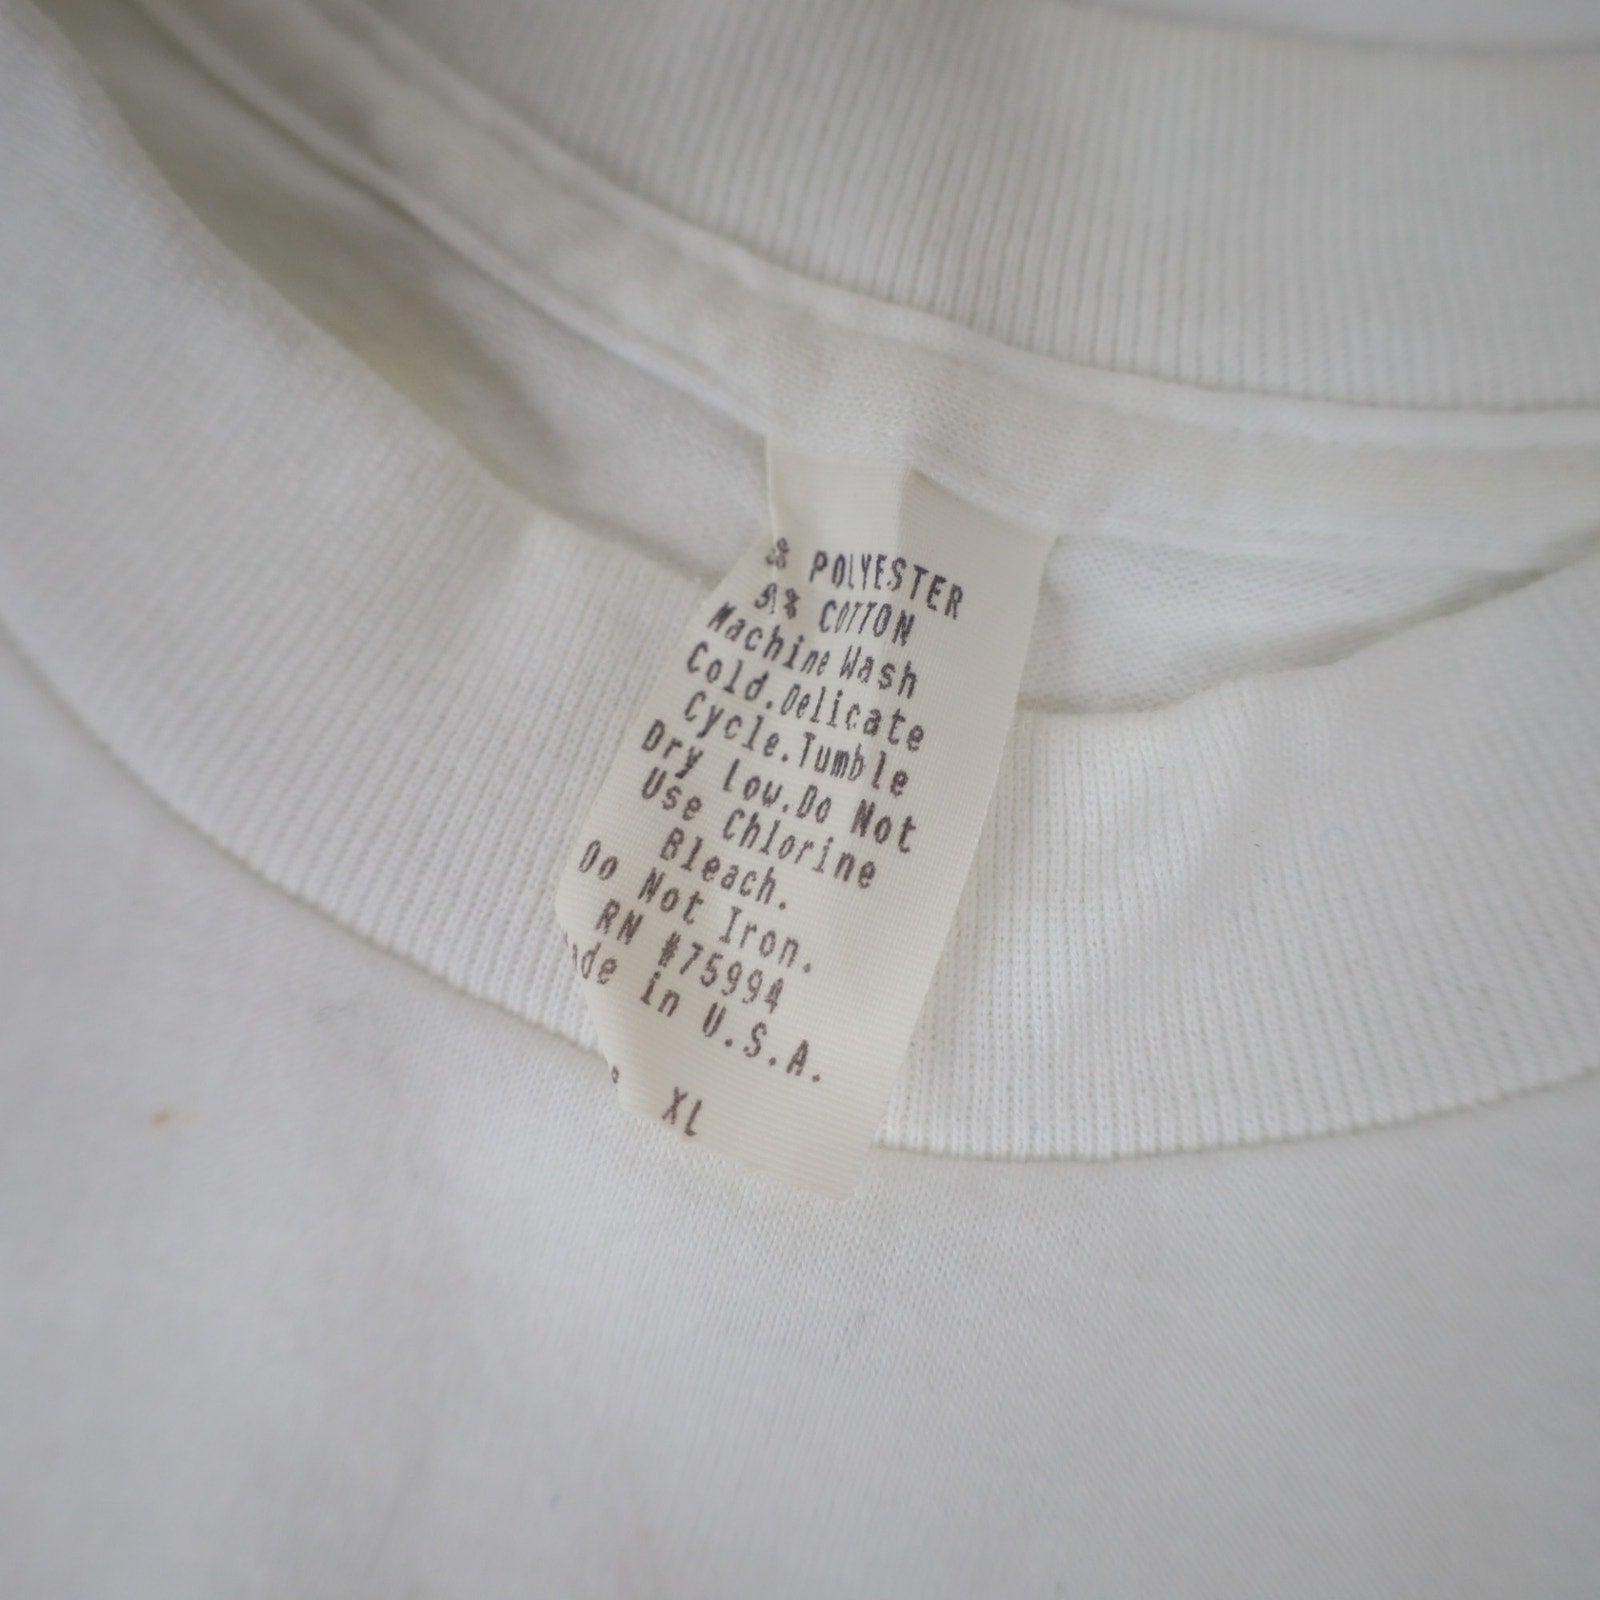 % POLYESTER
% COTTON
Machine Wash
Cold.Delicate
Cycle.Tumble
Dry Low.Do Not
Use Chlorine
Bleach.
Do Not Iron.
RN #75994
ade in U.S.A.
XL